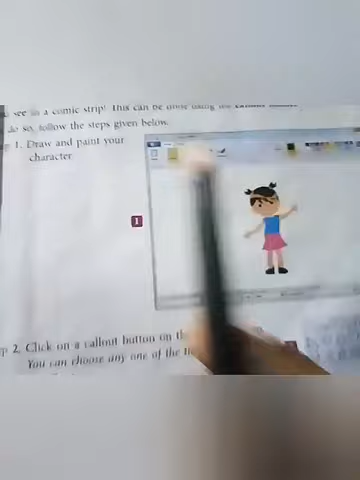 see in a comic strip! This can be done using the
do so, follow the steps given below.
1. Draw and paint your
character
1
2. Click on a callout button on
You can choose any one of the